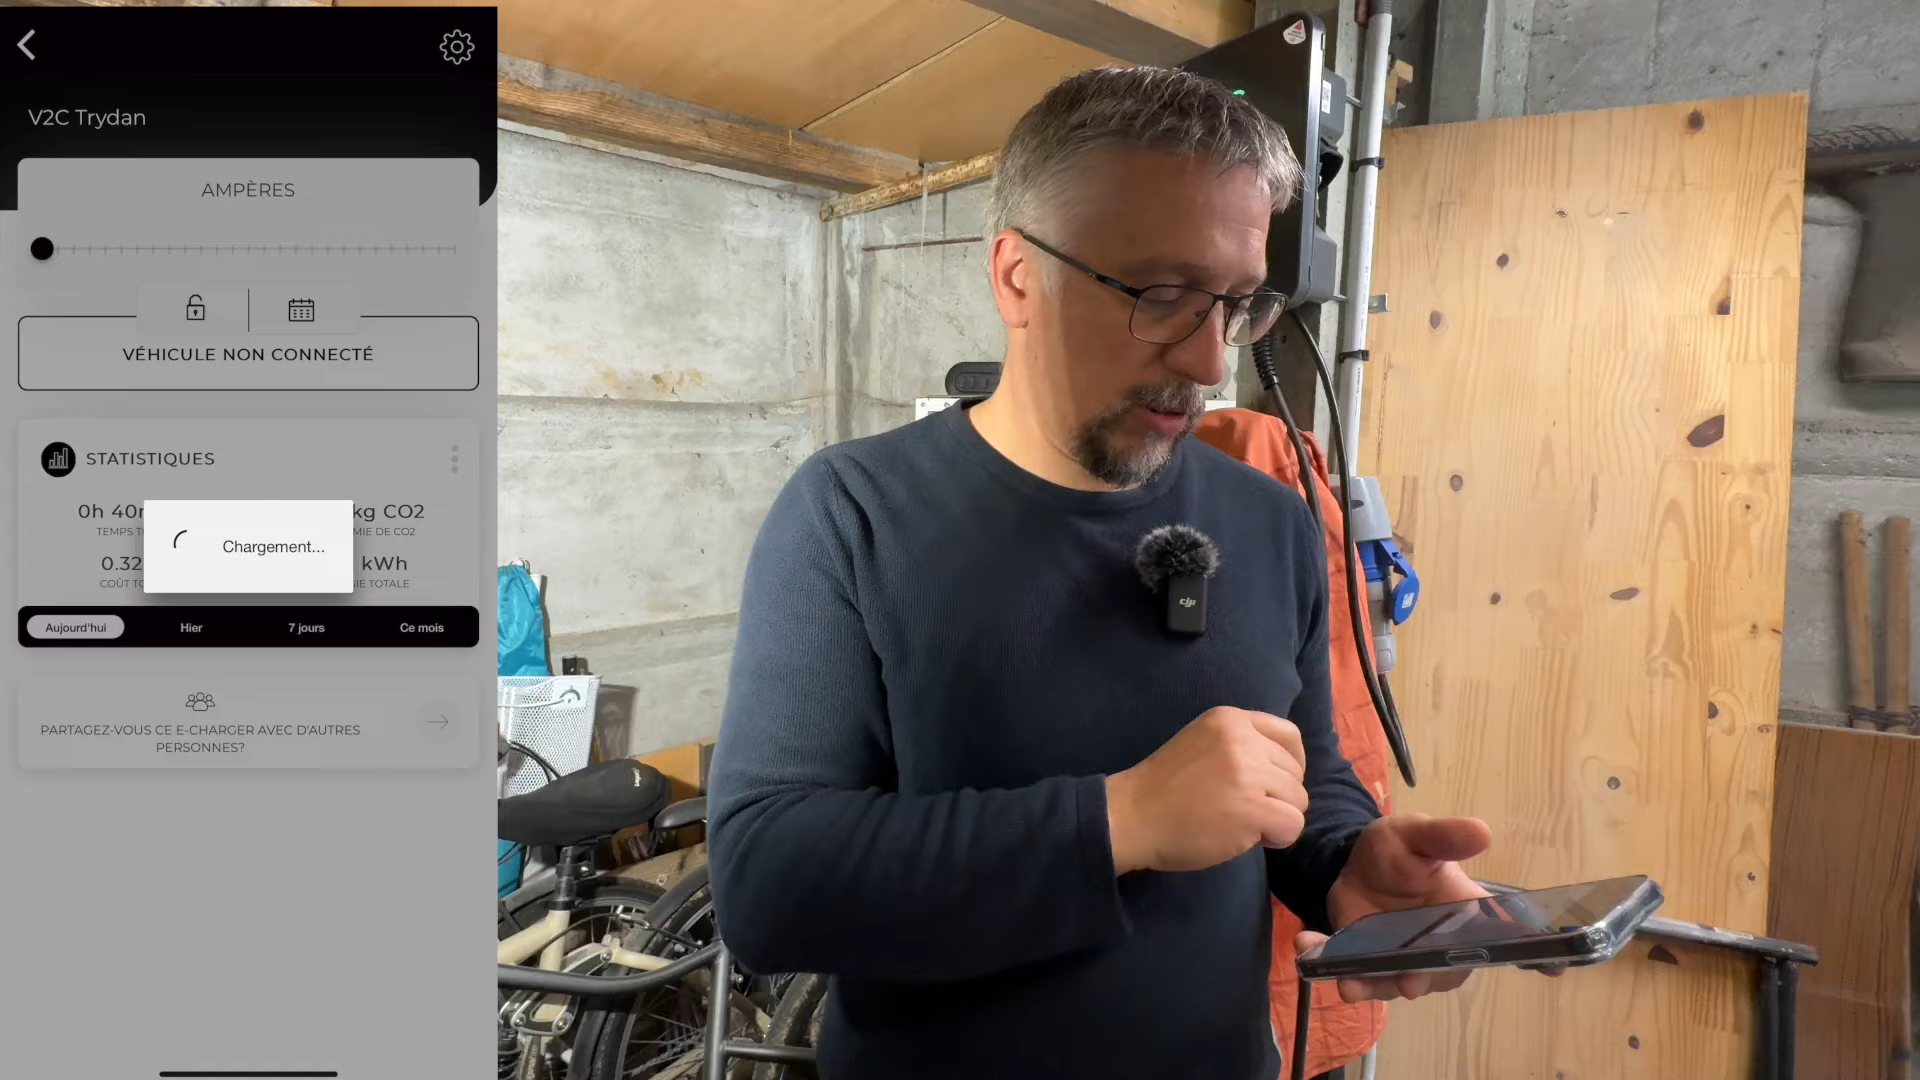 V2C Trydan
AMPÈRES
VÉHICULE NON CONNECTÉ
STATISTIQUES
0h 40
kg CO2
TEMPS
MIE DE CO2
Chargement...
0.32
kWh
COÛT
GIE TOTALE
Aujourd'hui
Hier
7 jours
Ce mois
PARTAGEZ-VOUS CE E-CHARGER AVEC D'AUTRES
PERSONNES?
dji